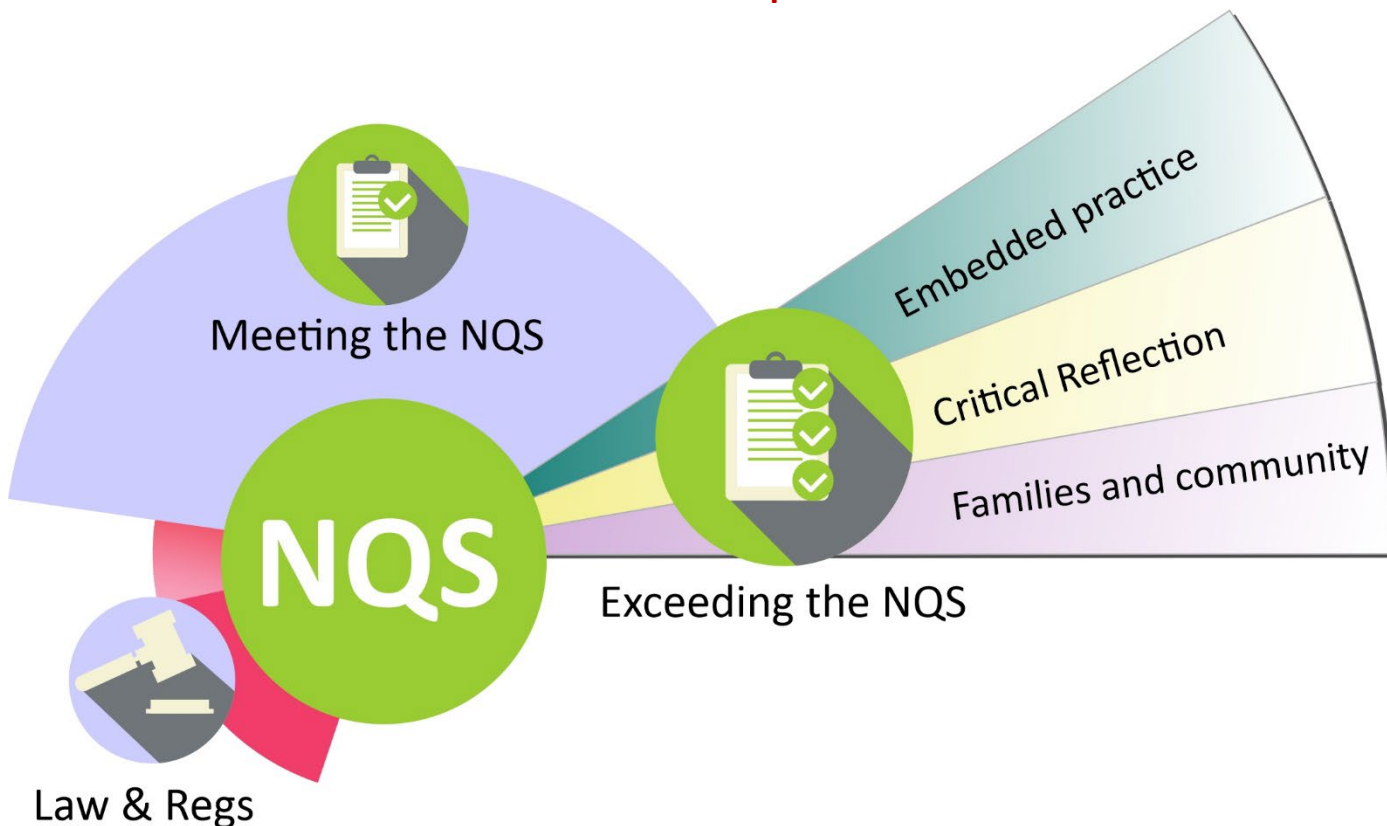 Meeting the NQS
Embedded practice
Critical Reflection
Families and community
NQS
Exceeding the NQS
Law & Regs